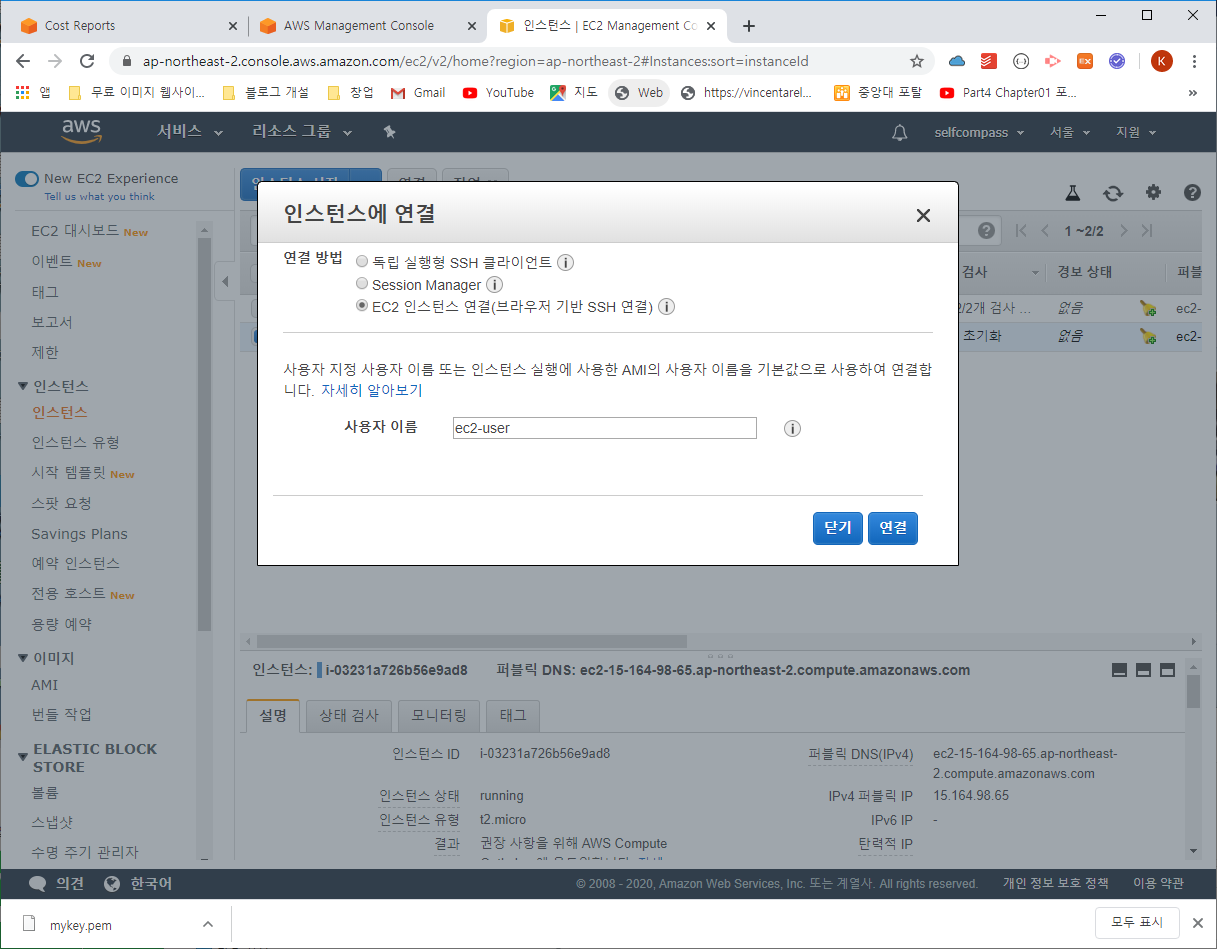 Cost Reports
AWS Management Console
인스턴스 | EC2 Management Co
ap-northeast-2.console.aws.amazon.com/ec2/v2/home?region=ap-northeast-2#Instances:sort=instanceId
앱 무료 이미지 웹사이... 블로그 개설 창업 Gmail YouTube 지도 Web https://vincentarel... 중앙대 포탈 Part4 Chapter01 포... »
aws 서비스 리소스 그룹 selfcompass 서울 지원
New EC2 Experience
Tell us what you think
EC2 대시보드 New
이벤트 New
태그
보고서
제한
인스턴스
인스턴스
인스턴스 유형
시작 템플릿 New
스팟 요청
Savings Plans
예약 인스턴스
전용 호스트 New
용량 예약
이미지
AMI
번들 작업
ELASTIC BLOCK
STORE
볼륨
스냅샷
수명 주기 관리자
1 ~2/2
검사 경보 상태 퍼블
2/2개 검사 ... 없음 ec2-
초기화 없음 ec2-
인스턴스에 연결
연결 방법
독립 실행형 SSH 클라이언트
Session Manager
EC2 인스턴스 연결(브라우저 기반 SSH 연결)
사용자 지정 사용자 이름 또는 인스턴스 실행에 사용한 AMI의 사용자 이름을 기본값으로 사용하여 연결합
니다. 자세히 알아보기
사용자 이름 ec2-user
닫기 연결
인스턴스: i-03231a726b56e9ad8 퍼블릭 DNS: ec2-15-164-98-65.ap-northeast-2.compute.amazonaws.com
설명 상태 검사 모니터링 태그
인스턴스 ID i-03231a726b56e9ad8 퍼블릭 DNS(IPv4) ec2-15-164-98-65.ap-northeast-
2.compute.amazonaws.com
인스턴스 상태 running IPv4 퍼블릭 IP 15.164.98.65
인스턴스 유형 t2.micro IPv6 IP -
결과 권장 사항을 위해 AWS Compute 탄력적 IP
의견 한국어 © 2008 - 2020, Amazon Web Services, Inc. 또는 계열사. All rights reserved. 개인 정보 보호 정책 이용 약관
mykey.pem 모두 표시